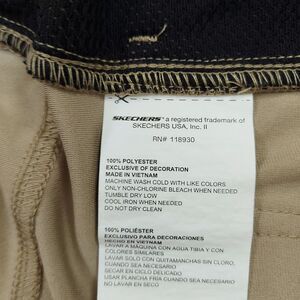 SKECHERS ® a registered trademark of
SKECHERS USA, Inc. II
RN# 118930
100% POLYESTER
EXCLUSIVE OF DECORATION
MADE IN VIETNAM
MACHINE WASH COLD WITH LIKE COLORS
ONLY NON-CHLORINE BLEACH WHEN NEEDED
TUMBLE DRY LOW
COOL IRON WHEN NEEDED
DO NOT DRY CLEAN
100% POLIÉSTER
EXCLUSIVO PARA DECORACIONES
HECHO EN VIETNAM
LAVAR A MÁQUINA CON AGUA TIBIA Y CON
COLORES SIMILARES
LAVAR SOLO CON QUITAMANCHAS SIN CLORO,
CUANDO SEA NECESARIO
SECAR EN CICLO DELICADO
USAR PLANCHA FRÍA CUANDO SEA NECESARIO
NO LAVAR EN SECO